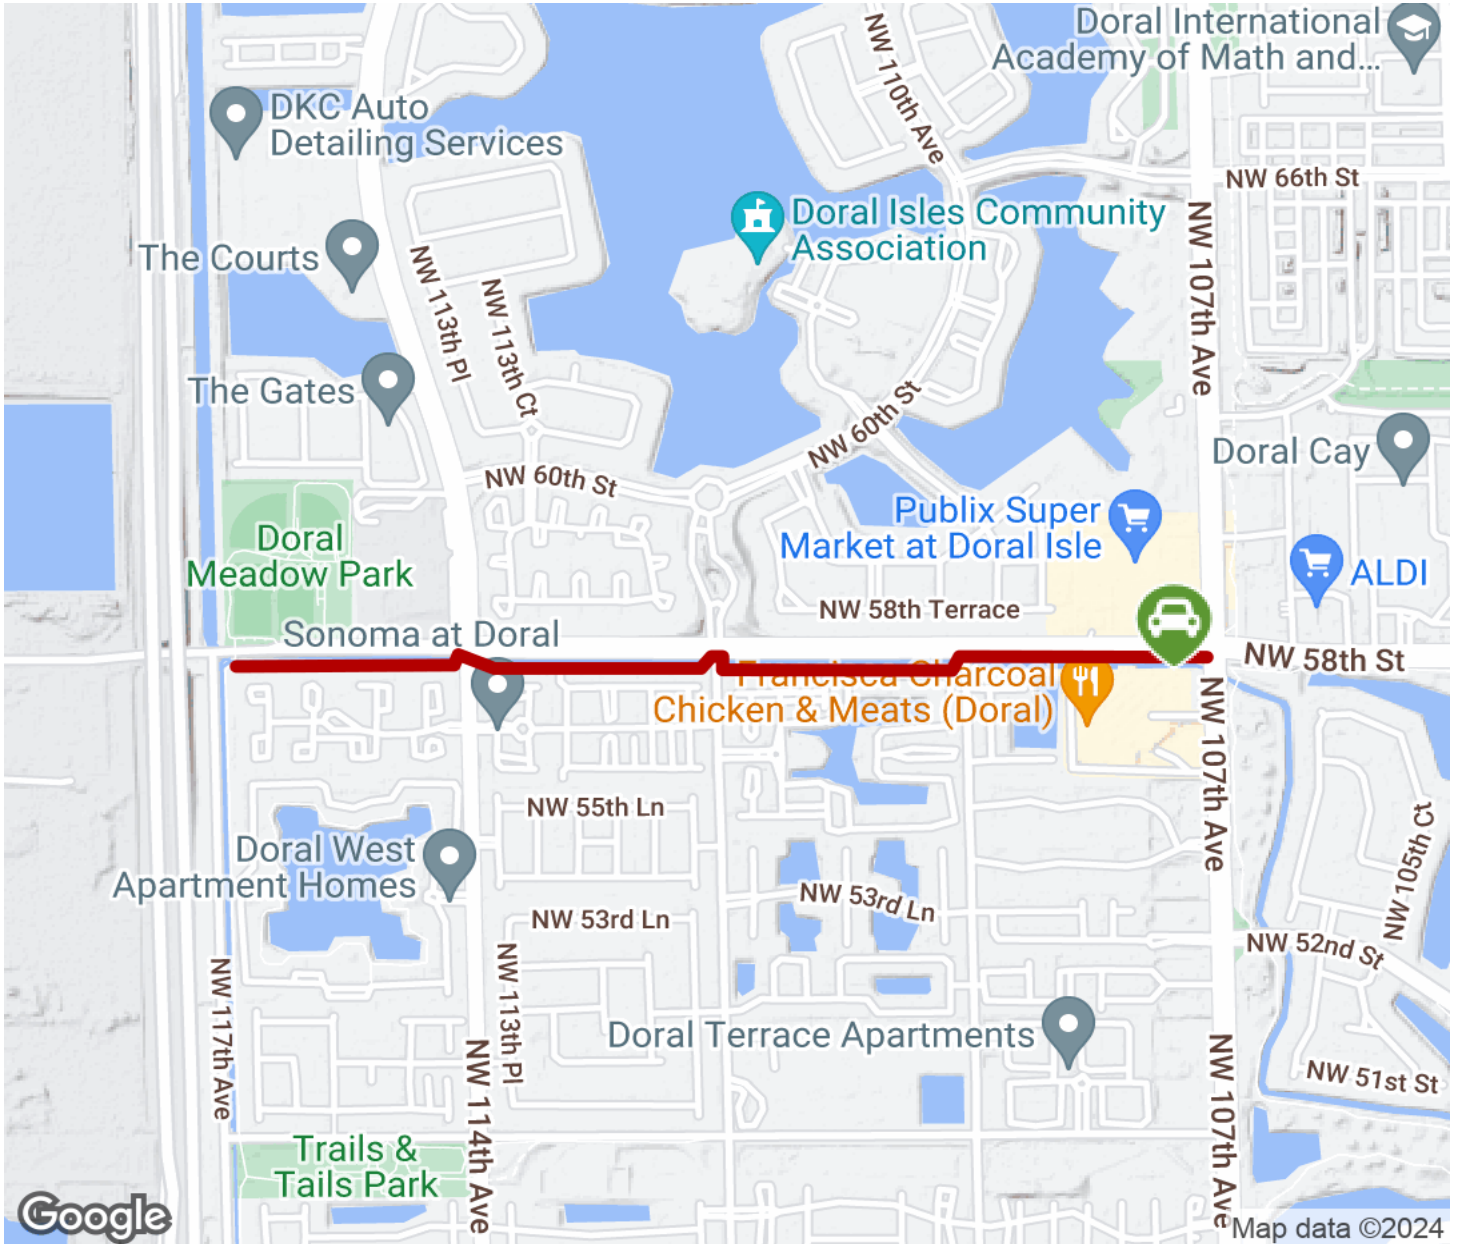 Doral International
Academy of Math and...
NW 110th Ave
DKC Auto
Detailing Services
NW 66th St
Doral Isles Community
Association
The Courts
NW 107th Ave
NW 113th Pl
NW 113th Ct
The Gates
NW 60th St
Doral Cay
NW 60th St
Publix Super
Market at Doral Isle
Doral
Meadow Park
ALDI
NW 58th Terrace
Sonoma at Doral
NW 58th St
Francisca Charcoal
Chicken & Meats (Doral)
NW 107th Ave
NW 55th Ln
NW 105th Ct
Doral West
Apartment Homes
NW 53rd Ln
NW 53rd Ln
NW 52nd St
NW 117th Ave
NW 113th Pl
Doral Terrace Apartments
NW 114th Ave
NW 107th Ave
NW 51st St
Trails &
Tails Park
Google
Map data ©2024